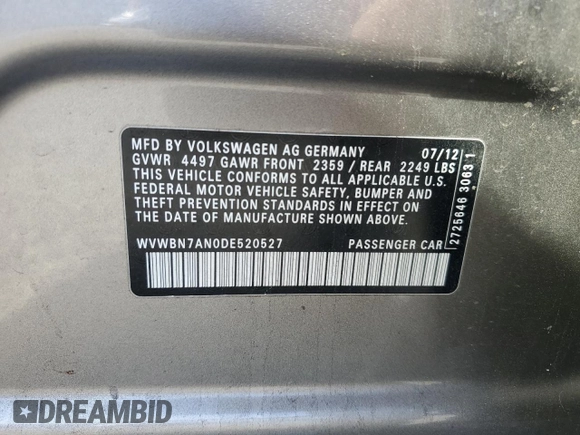 MFD BY VOLKSWAGEN AG GERMANY 07/12
GVWR 4497 GAWR FRONT 2359 / REAR 2249 LBS
THIS VEHICLE CONFORMS TO ALL APPLICABLE U.S.
FEDERAL MOTOR VEHICLE SAFETY, BUMPER AND
THEFT PREVENTION STANDARDS IN EFFECT ON
THE DATE OF MANUFACTURE SHOWN ABOVE.
WVWBN7AN0DE520527 PASSENGER CAR
2725646 3063 1
DREAMBID